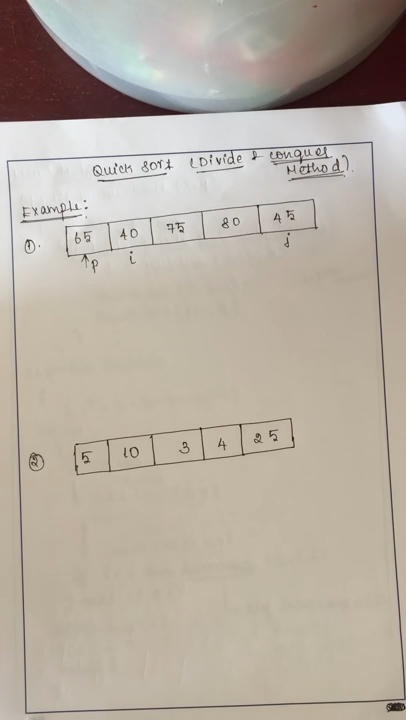 Quick Sort (Divide & Conquer
Method).
Example:
①. 65 40 75 80 45
↑P i j
② 5 10 3 4 25